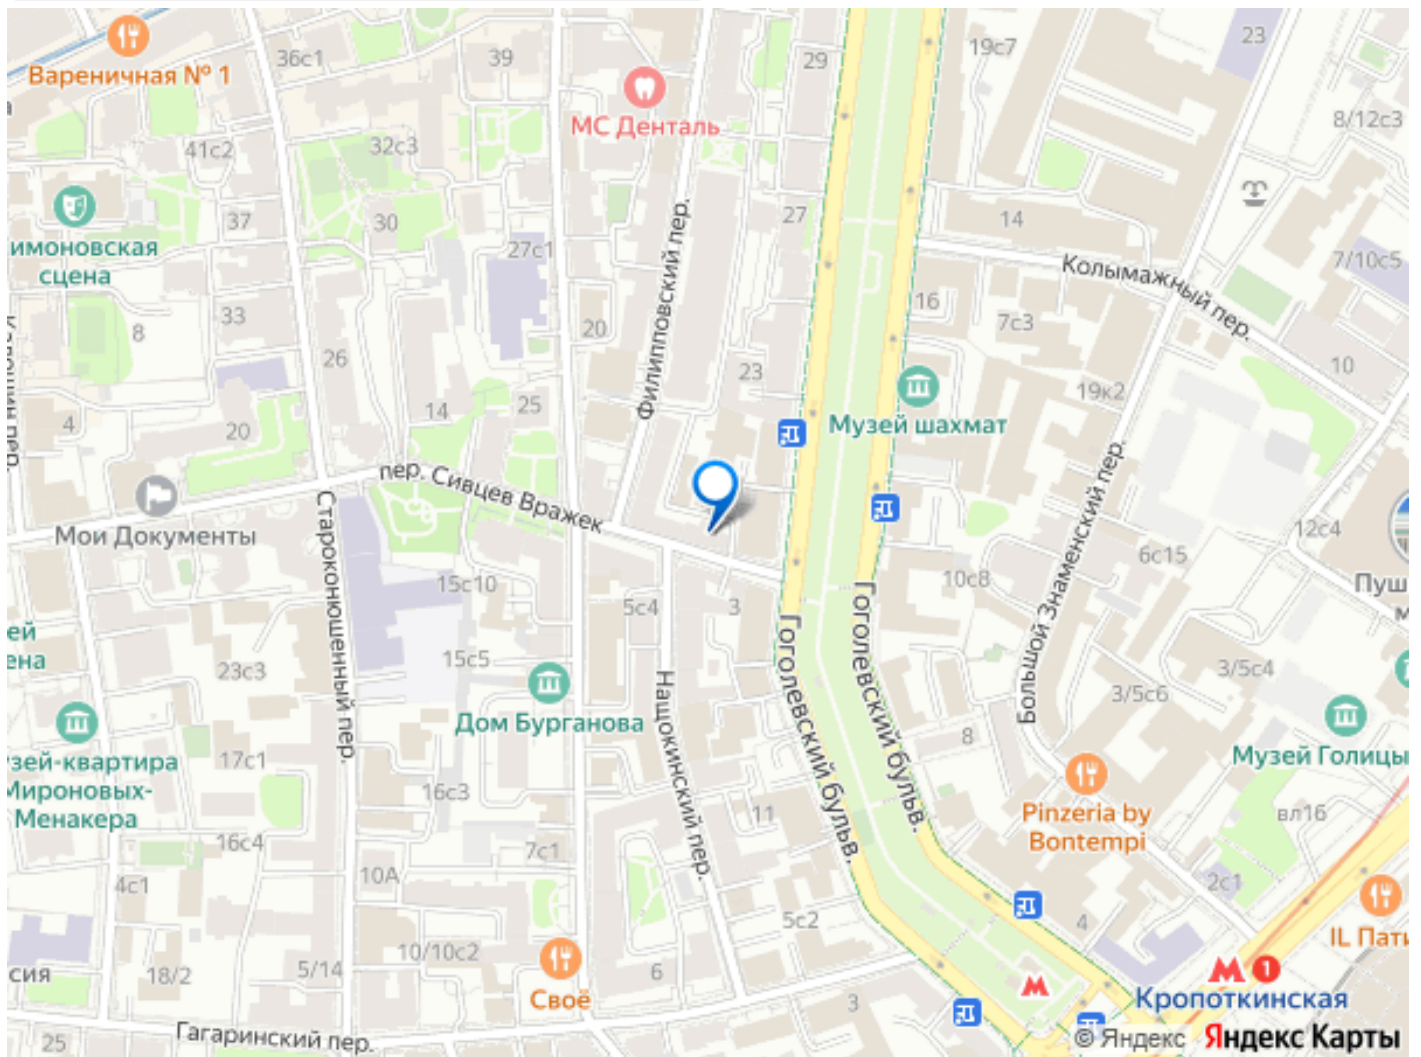 Вареничная № 1
36с1
39
29
19с7
23
МС Денталь
8/12с3
41с2
32с3
имоновская
сцена
37
30
27с1
27
14
Колымажный пер.
7/10с5
Филипповский пер.
33
8
20
16
7с3
26
23
10
Музей шахмат
19к2
14
25
4
20
пер. Сивцев Вражек
Мои Документы
Староконюшенный пер.
12с4
Большой Знаменский пер.
6с15
10с8
Пуш
м
15с10
5с4
3
Гоголевский бульв.
Гоголевский бульв.
ей
ена
23с3
15с5
3/5с4
3/5с6
Дом Бурганова
Нащокинский пер.
8
Музей Голицы
узей-квартира
Мироновых-
Менакера
17с1
16с3
11
Pinzeria by
Bontempi
вл16
16с4
7с1
4с1
10А
2с1
5с2
4
IL Пати
10/10с2
сия
18/2
5/14
6
Своё
3
М 1
Кропоткинская
25
Гагаринский пер.
© Яндекс Яндекс Карты